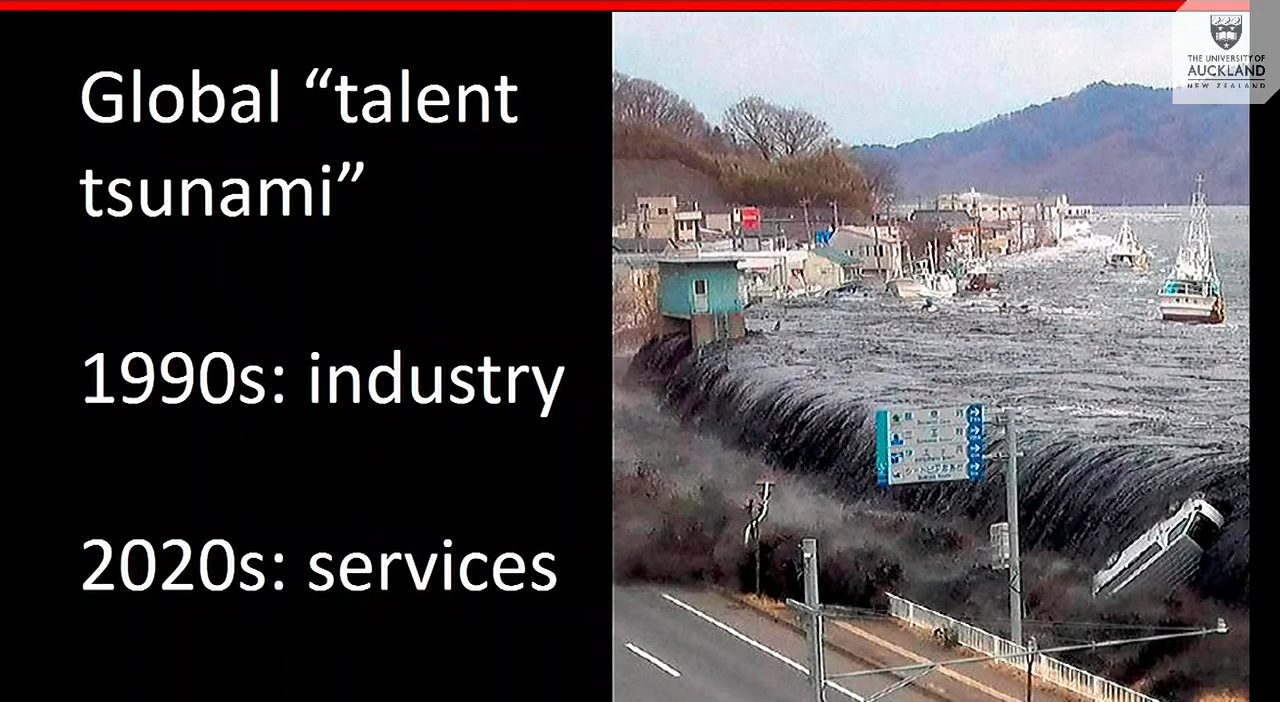 Global “talent
tsunami”
1990s: industry
2020s: services
THE UNIVERSITY OF
AUCKLAND
NEW ZEALAND